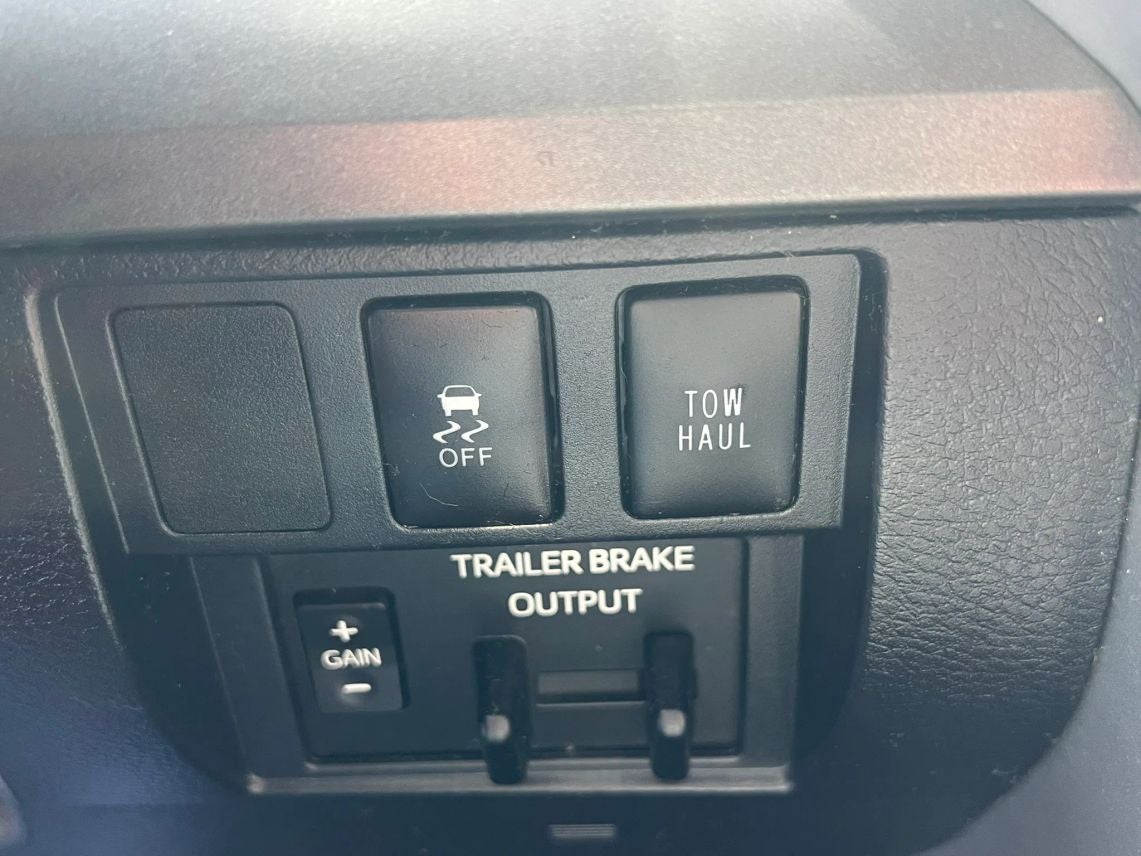 OFF
TOW
HAUL
TRAILER BRAKE
OUTPUT
+
GAIN
-